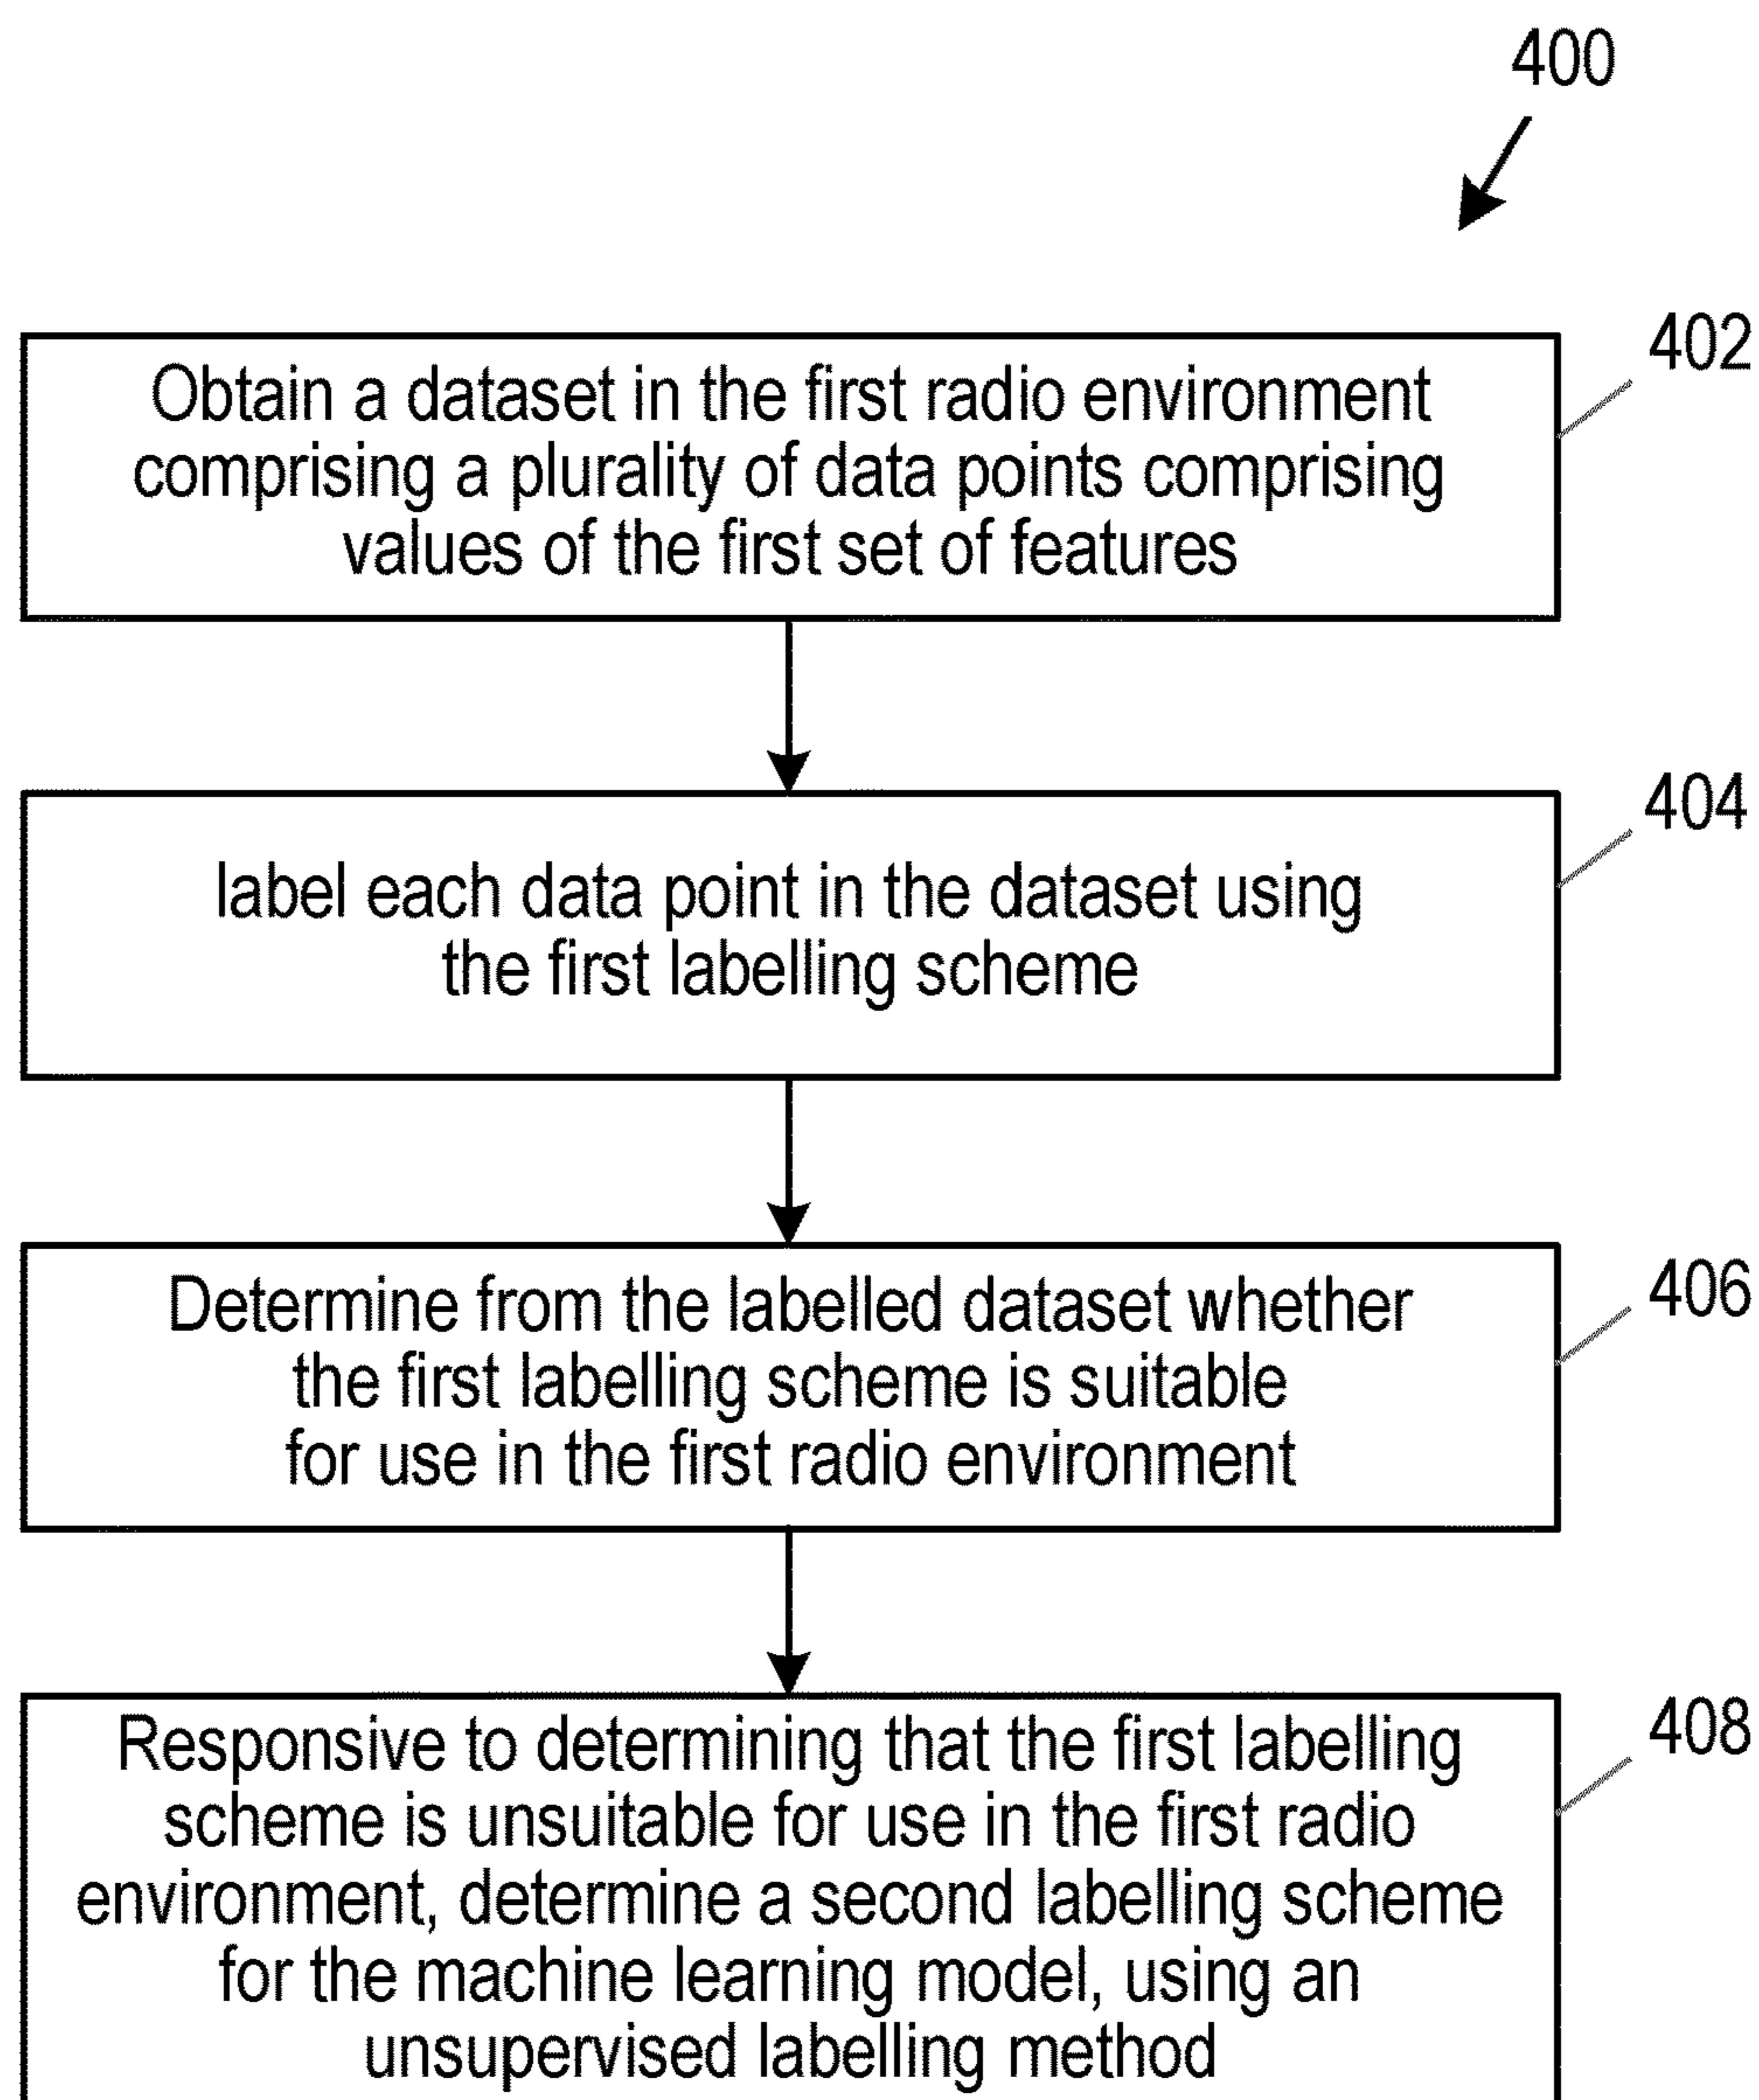 400
402
Obtain a dataset in the first radio environment
comprising a plurality of data points comprising
values of the first set of features
404
label each data point in the dataset using
the first labelling scheme
406
Determine from the labelled dataset whether
the first labelling scheme is suitable
for use in the first radio environment
408
Responsive to determining that the first labelling
scheme is unsuitable for use in the first radio
environment, determine a second labelling scheme
for the machine learning model, using an
unsupervised labelling method